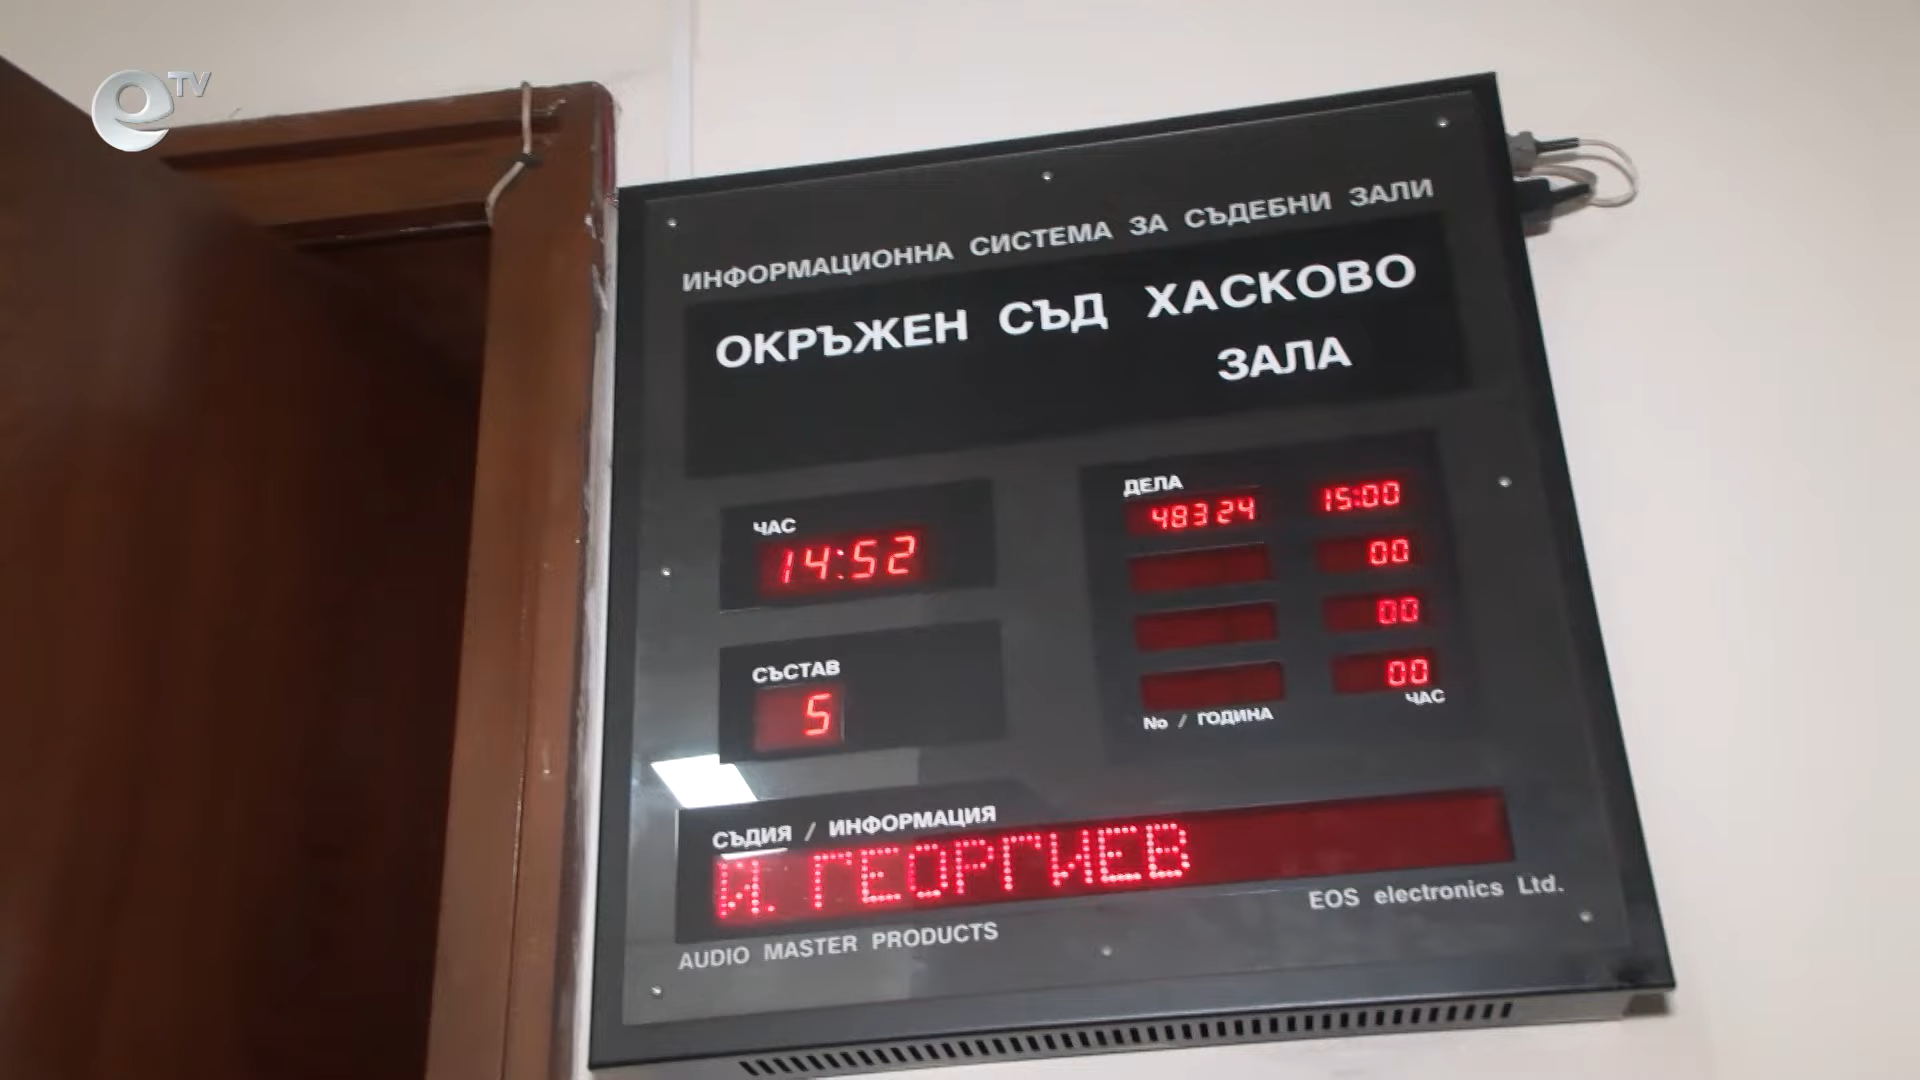 e TV
ИНФОРМАЦИОННА СИСТЕМА ЗА СЪДЕБНИ ЗАЛИ
ОКРЪЖЕН СЪД ХАСКОВО
ЗАЛА
ЧАС
14:52
СЪСТАВ
5
ДЕЛА
483 24 15:00
00
00
00
No / ГОДИНА ЧАС
СЪДИЯ / ИНФОРМАЦИЯ
И. ГЕОРГИЕВ
EOS electronics Ltd.
AUDIO MASTER PRODUCTS